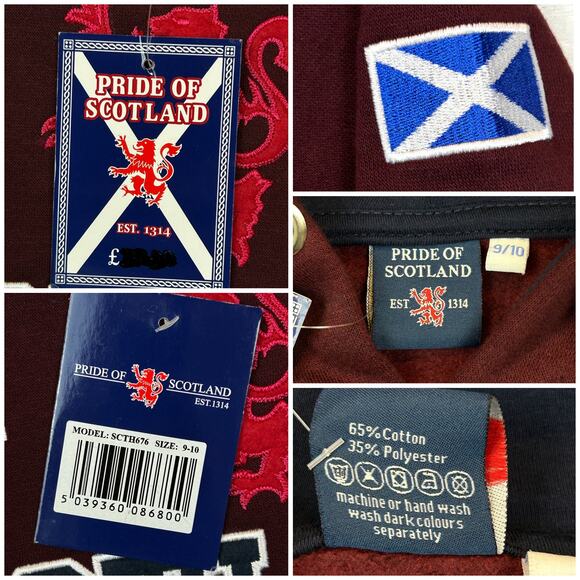 PRIDE OF
SCOTLAND
EST. 1314
£
PRIDE OF
SCOTLAND
EST. 1314
9/10
PRIDE OF SCOTLAND
EST.1314
MODEL: SCTH676 SIZE: 9-10
5 039360 086800
65% Cotton
35% Polyester
machine or hand wash
wash dark colours
separately